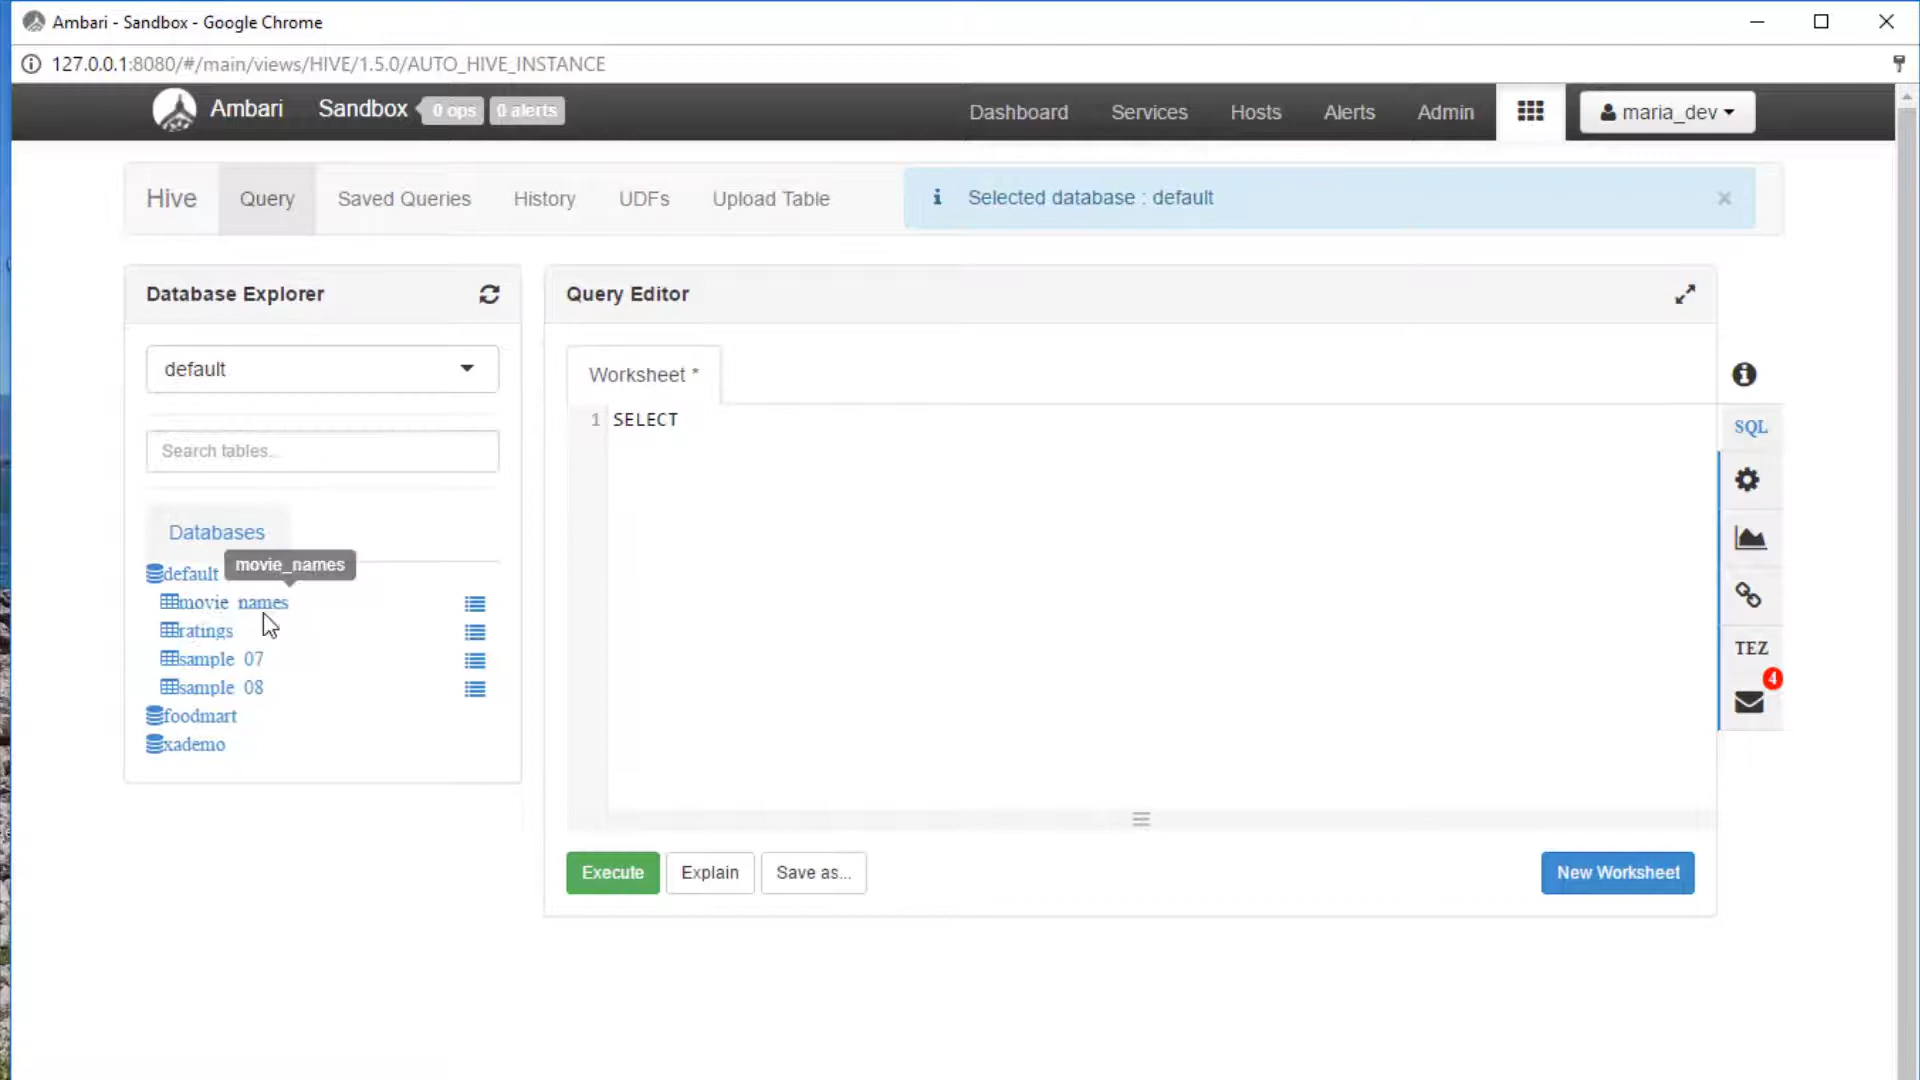 Ambari - Sandbox - Google Chrome
127.0.0.1:8080/#/main/views/HIVE/1.5.0/AUTO_HIVE_INSTANCE
Ambari Sandbox 0 ops 0 alerts Dashboard Services Hosts Alerts Admin maria_dev
Hive Query Saved Queries History UDFs Upload Table Selected database : default ×
Database Explorer
Query Editor
default
Worksheet *
1 SELECT
Search tables...
SQL
Databases
movie_names
default
movie_names
ratings
sample_07
sample_08
foodmart
xademo
TEZ
4
Execute Explain Save as... New Worksheet